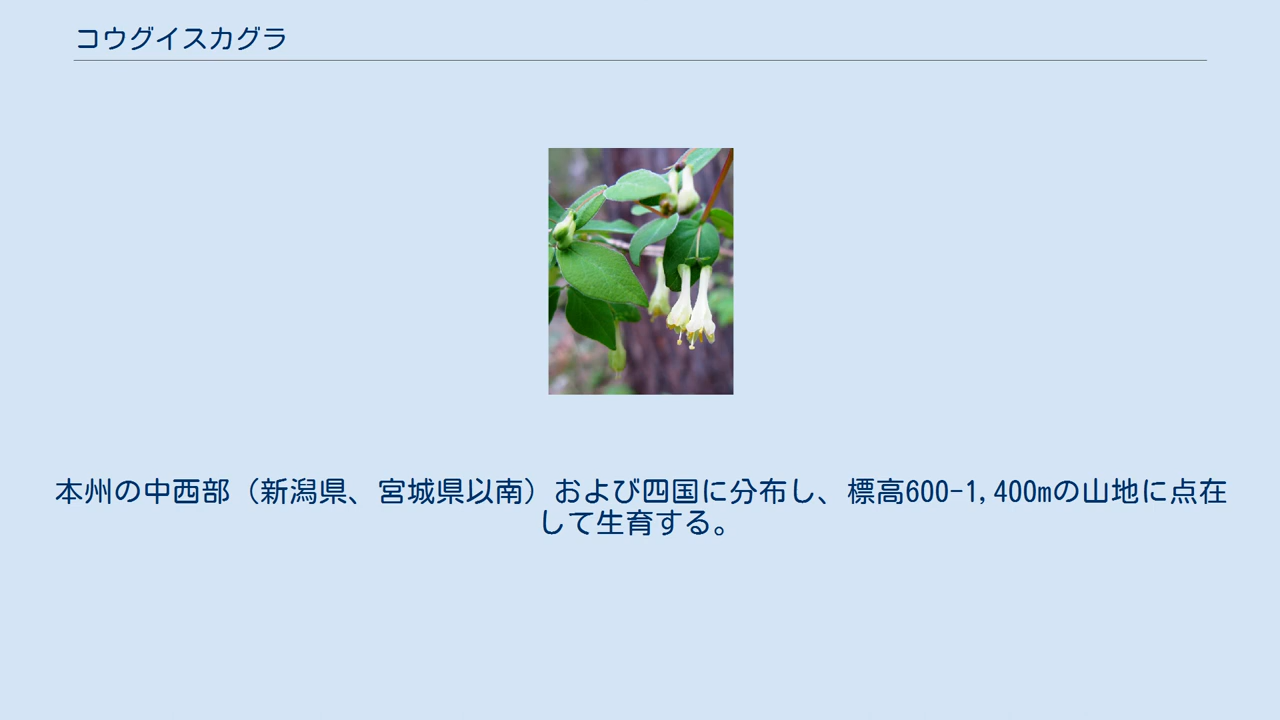 コウグイスカグラ
本州の中西部（新潟県、宮城県以南）および四国に分布し、標高600-1,400mの山地に点在
して生育する。